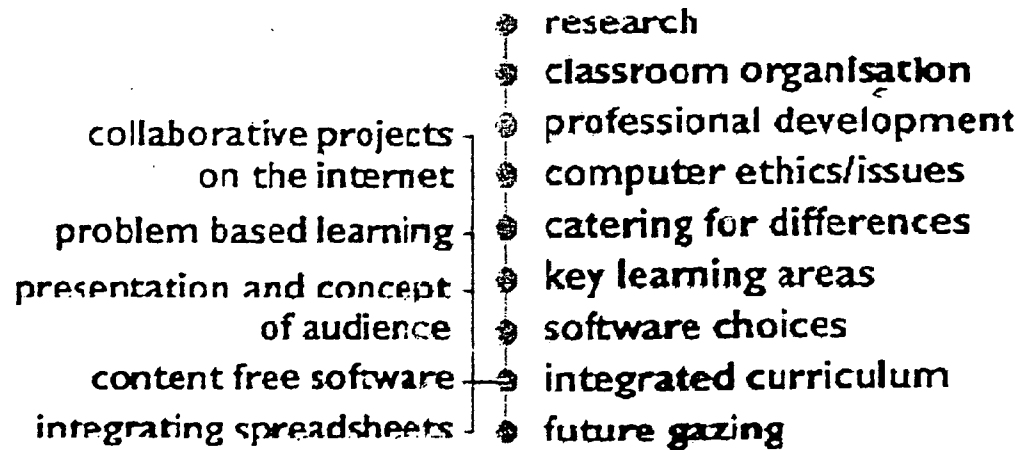 research
classroom organisation
professional development
computer ethics/issues
catering for differences
key learning areas
software choices
integrated curriculum
future gazing
collaborative projects
on the internet
problem based learning
presentation and concept
of audience
content free software
integrating spreadsheets